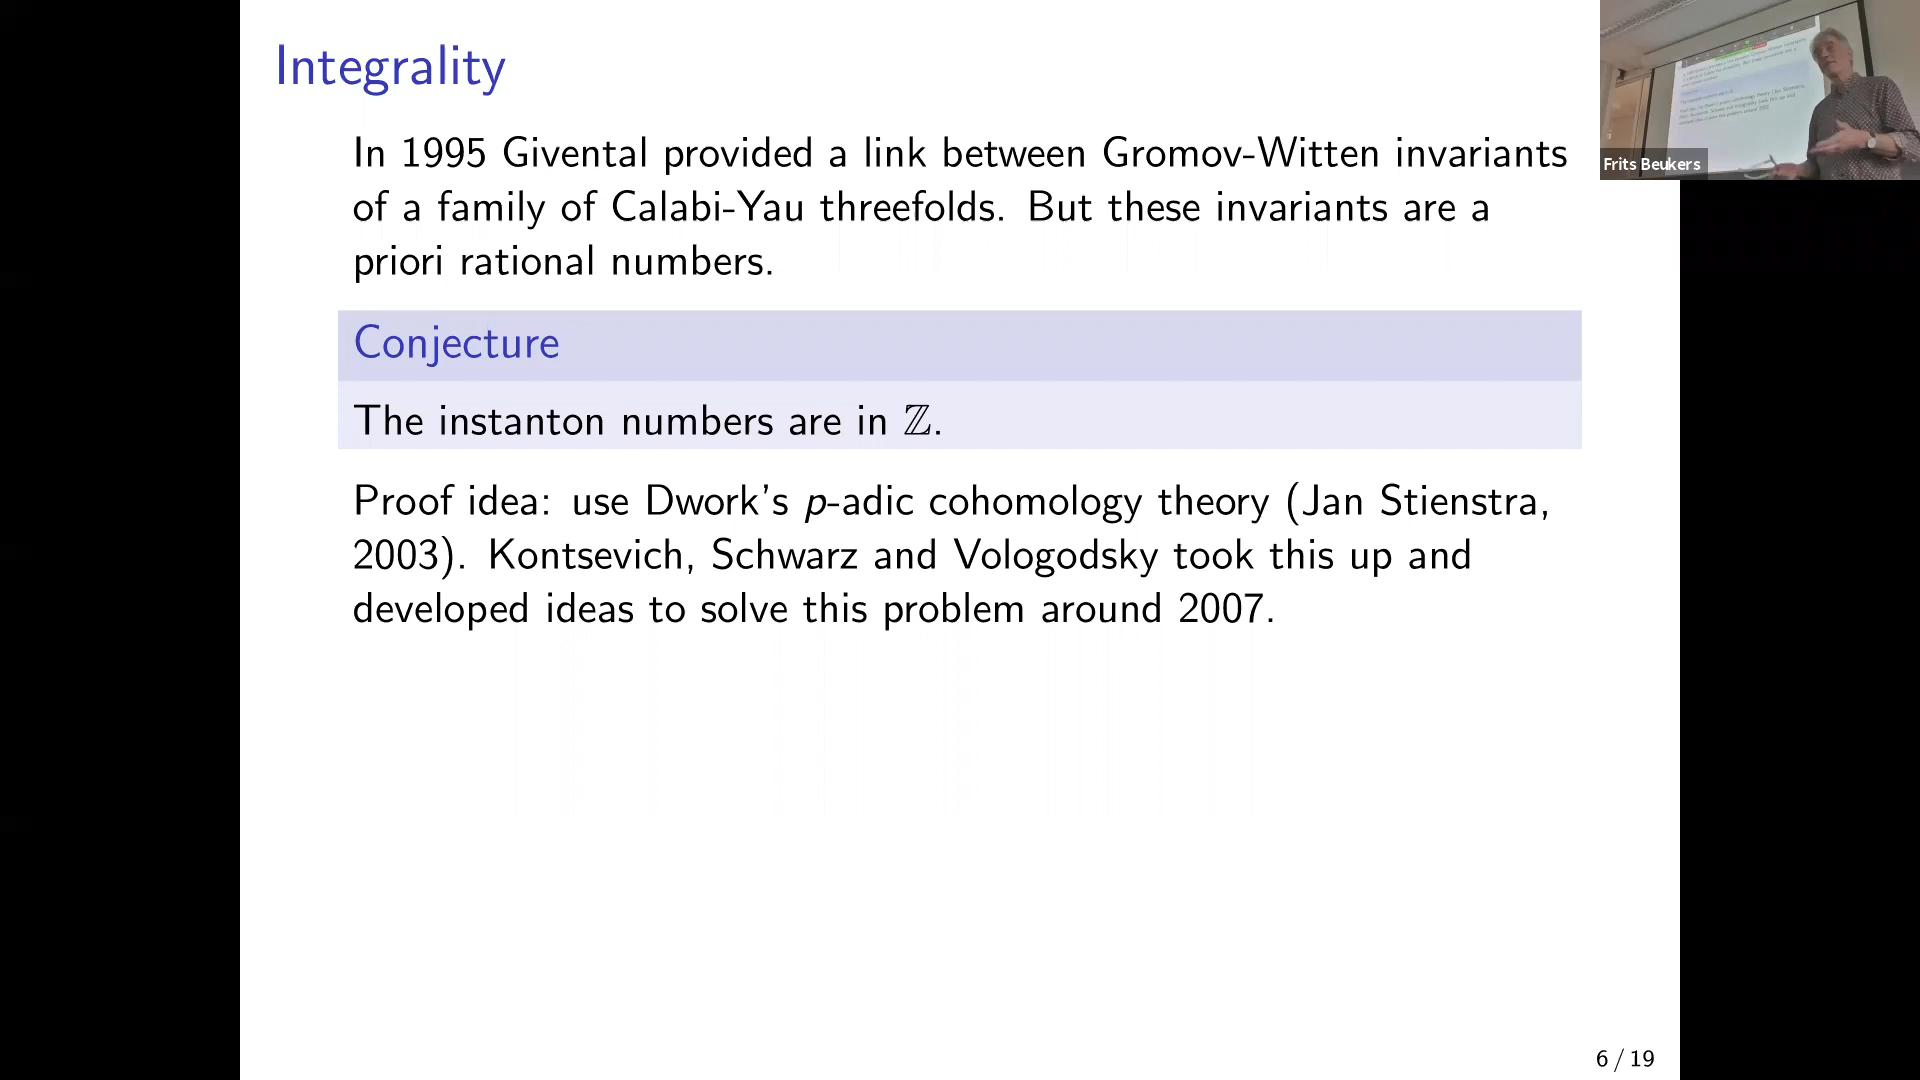 Integrality
In 1995 Givental provided a link between Gromov-Witten invariants
of a family of Calabi-Yau threefolds. But these invariants are a
priori rational numbers.
Conjecture
The instanton numbers are in ℤ.
Proof idea: use Dwork's p-adic cohomology theory (Jan Stienstra,
2003). Kontsevich, Schwarz and Vologodsky took this up and
developed ideas to solve this problem around 2007.
6 / 19
Frits Beukers